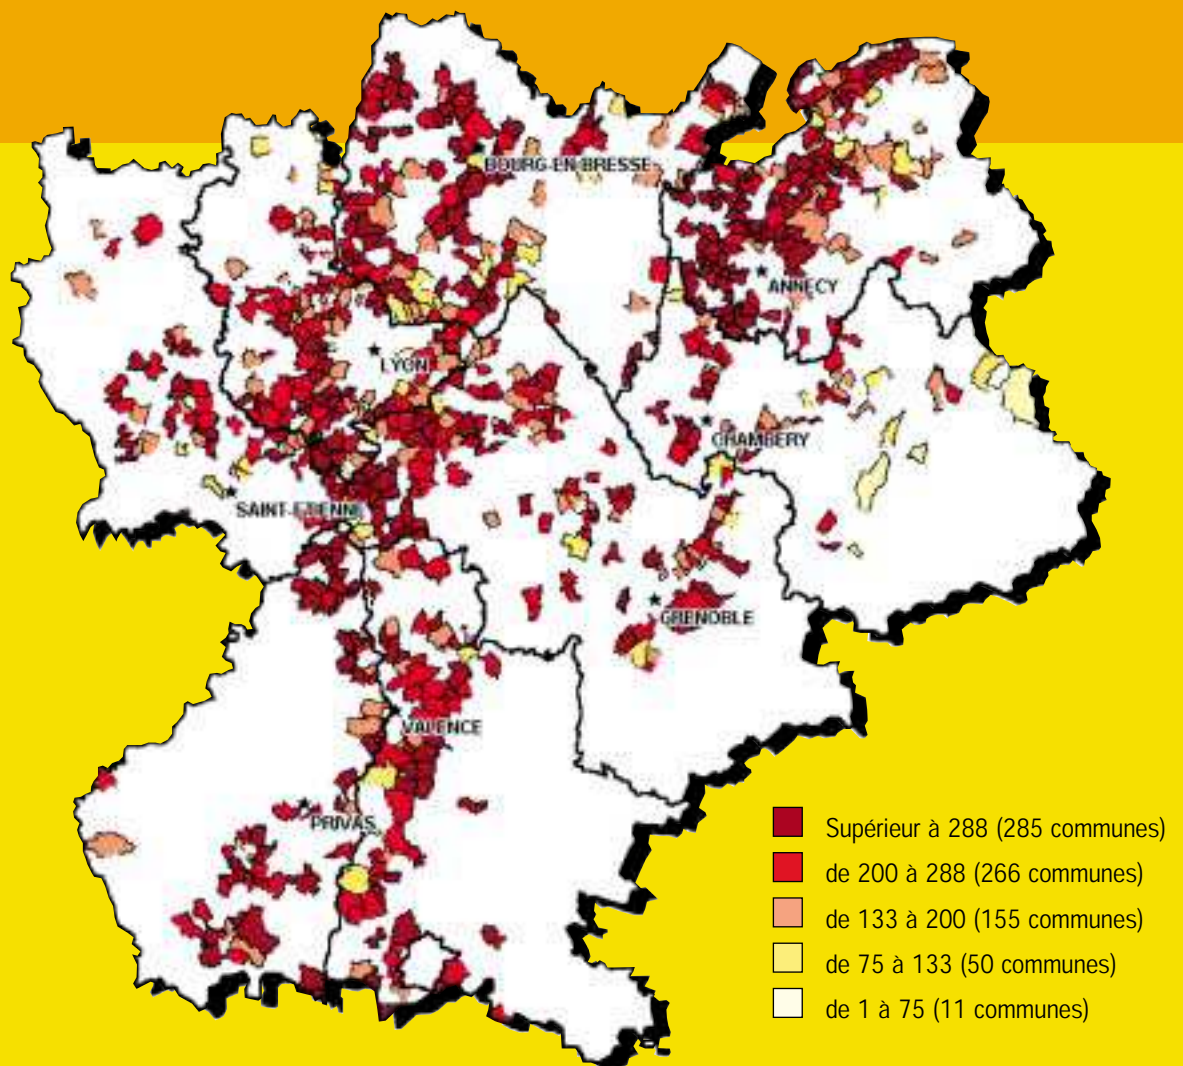 BOURG-EN-BRESSE
ANNECY
LYON
CHAMBERY
SAINT-ETIENNE
GRENOBLE
VALENCE
PRIVAS
Supérieur à 288 (285 communes)
de 200 à 288 (266 communes)
de 133 à 200 (155 communes)
de 75 à 133 (50 communes)
de 1 à 75 (11 communes)